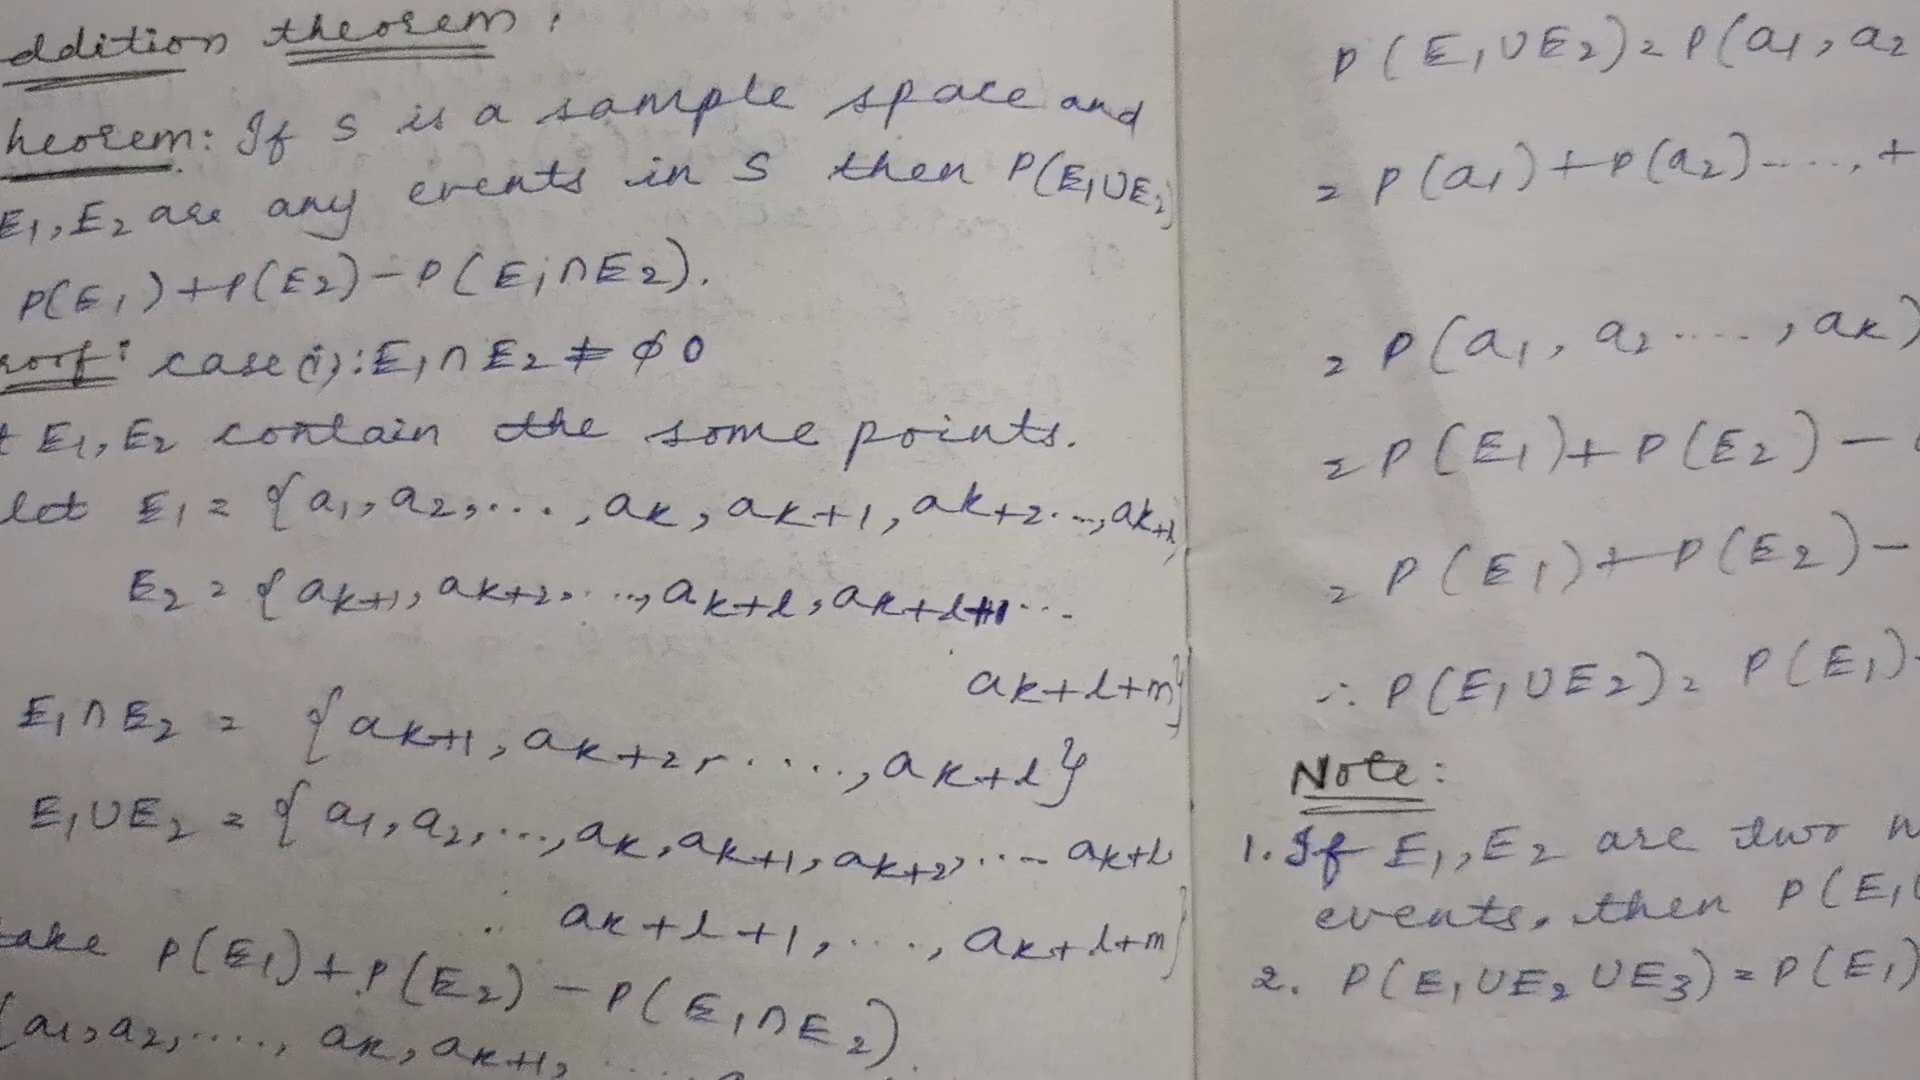 ddition theorem:
heorem: If S is a sample space and
E1, E2 are any events in S then P(E1UE2)
P(E1)+P(E2)-P(E1∩E2).
roof: case (i): E1∩E2 ≠ ϕ 0
t E1, E2 contain the some points.
let E1 = {a1, a2, ..., ak, ak+1, ak+2..., ak+l
E2 = {ak+1, ak+2, ..., ak+l, ak+l+1...
ak+l+m}
E1∩E2 = {ak+1, ak+2, ....., ak+l}
E1UE2 = {a1, a2, ..., ak, ak+1, ak+2, ... ak+l
ak+l+1, ...., ak+l+m}
take P(E1)+P(E2)-P(E1∩E2)
{a1, a2, ...., ak, ak+1,
P(E1UE2) = P(a1, a2
= P(a1)+P(a2)....., +
= P(a1, a2 ....., ak)
= P(E1)+P(E2)-
= P(E1)+P(E2)-
∴ P(E1UE2) = P(E1)
Note:
1. If E1, E2 are two
events, then P(E1U
2. P(E1UE2UE3) = P(E1)